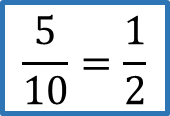 5/10 = 1/2